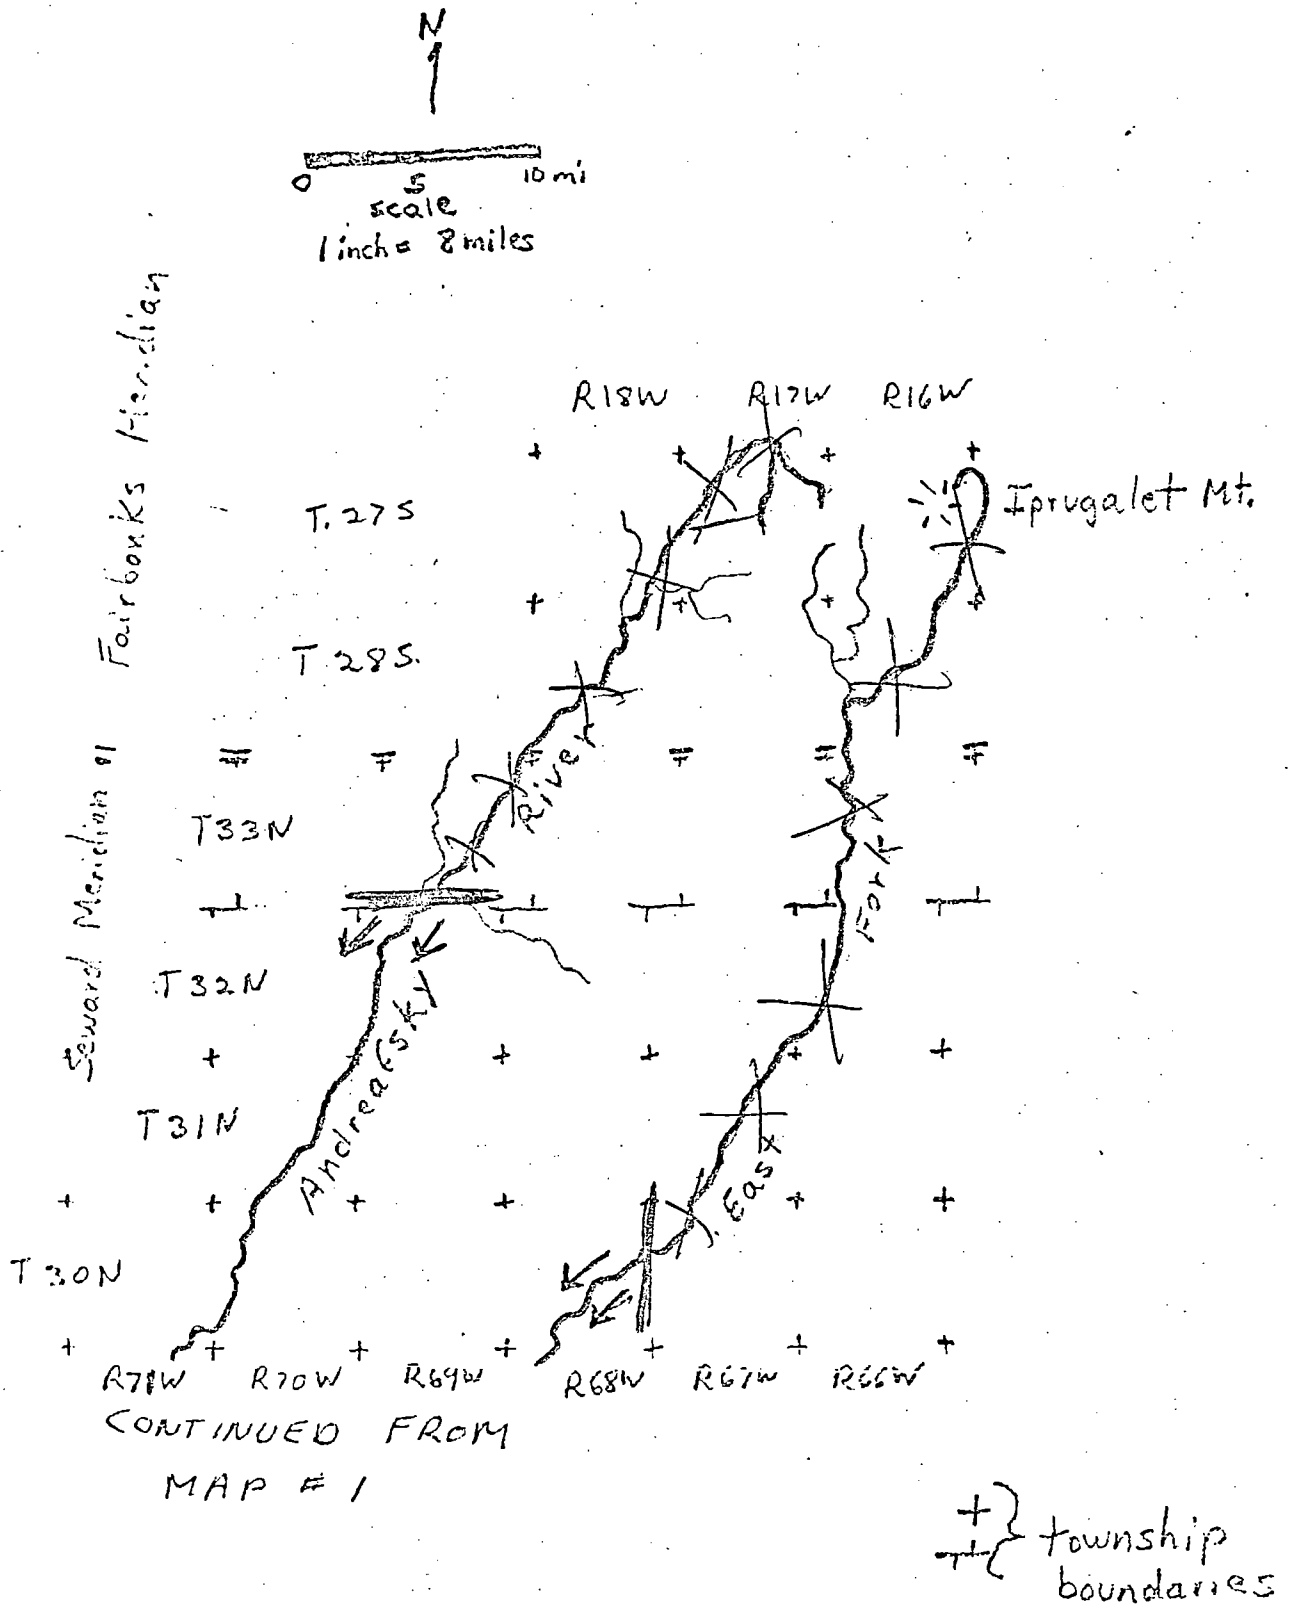 N
0 5 10 mi
scale
1 inch = 8 miles
Fairbanks Meridian
R18W R17W R16W
T. 27S
Iprugalet Mt.
T 28S.
River
Seward Meridian "
T33N
Fork
T32N
Andreafsky
T31N
East
T30N
R71W R70W R69W R68W R67W R66W
CONTINUED FROM
MAP # 1
township
boundaries